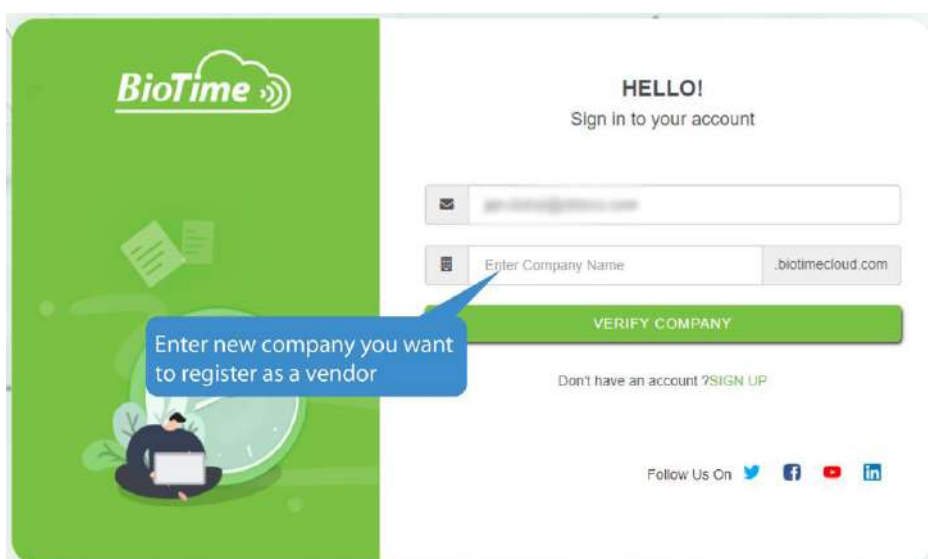 BioTime
HELLO!
Sign in to your account
Enter Company Name
.biotimecloud.com
VERIFY COMPANY
Enter new company you want
to register as a vendor
Don't have an account ?SIGN UP
Follow Us On